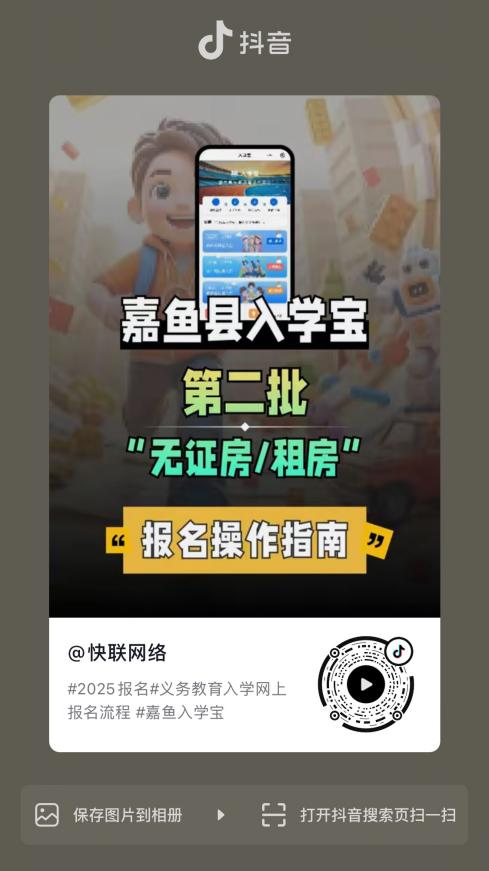 抖音
嘉鱼县入学宝
第二批
“无证房/租房”
“报名操作指南”
@快联网络
#2025报名#义务教育入学网上
报名流程 #嘉鱼入学宝
保存图片到相册
打开抖音搜索页扫一扫